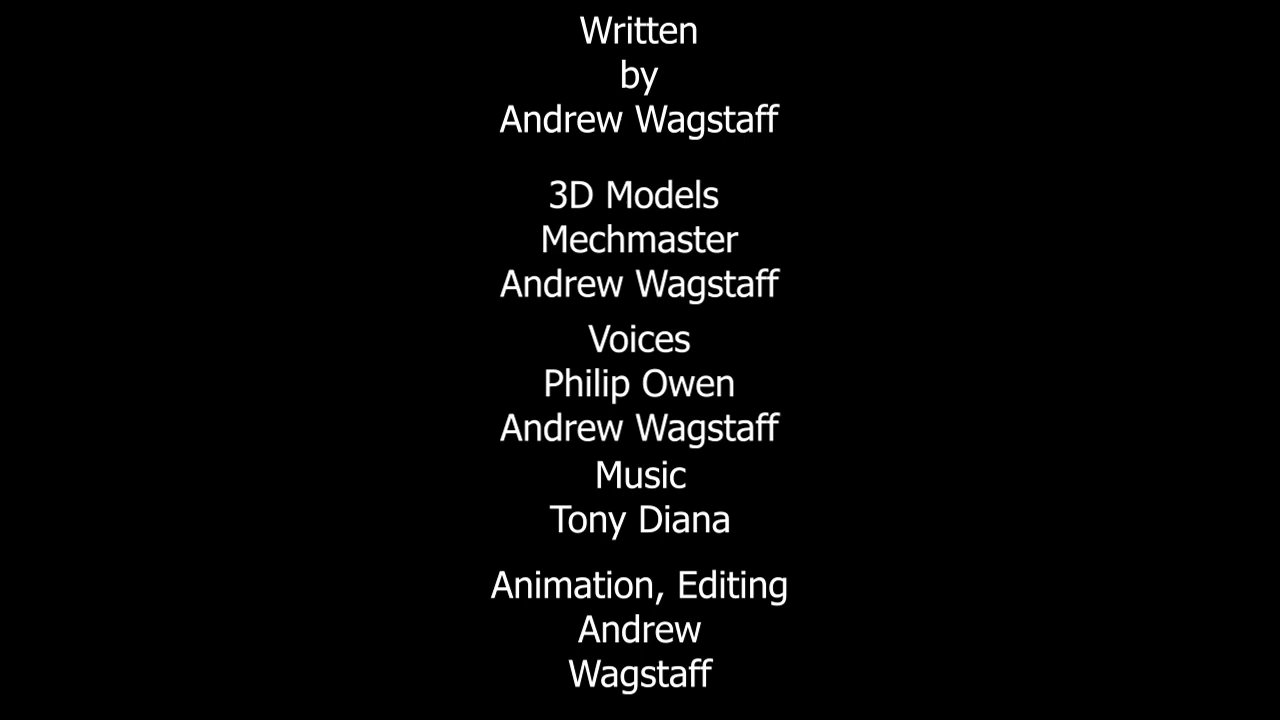 Written
by
Andrew Wagstaff
3D Models
Mechmaster
Andrew Wagstaff
Voices
Philip Owen
Andrew Wagstaff
Music
Tony Diana
Animation, Editing
Andrew
Wagstaff